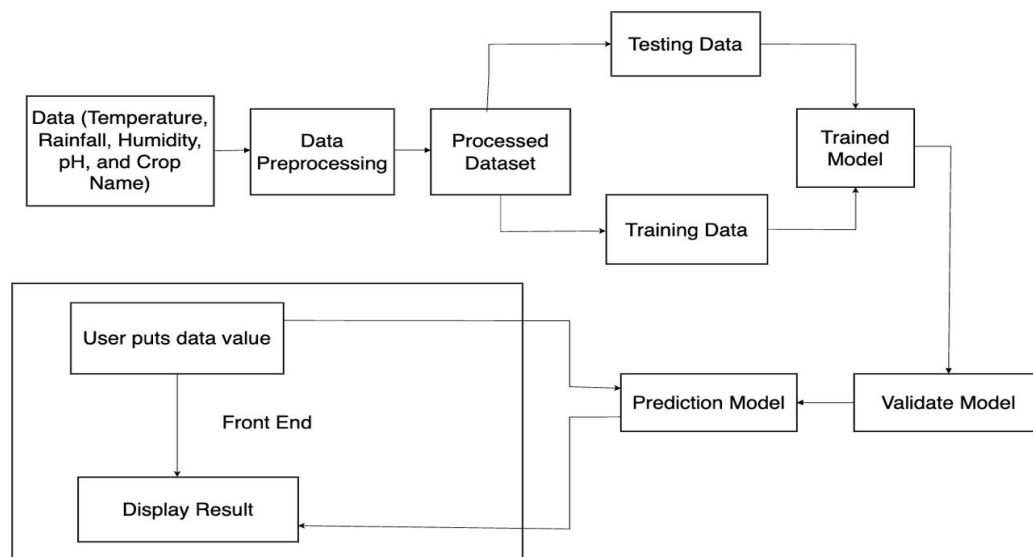 Data (Temperature,
Rainfall, Humidity,
pH, and Crop
Name)
Data
Preprocessing
Processed
Dataset
Testing Data
Training Data
Trained
Model
User puts data value
Front End
Display Result
Prediction Model
Validate Model